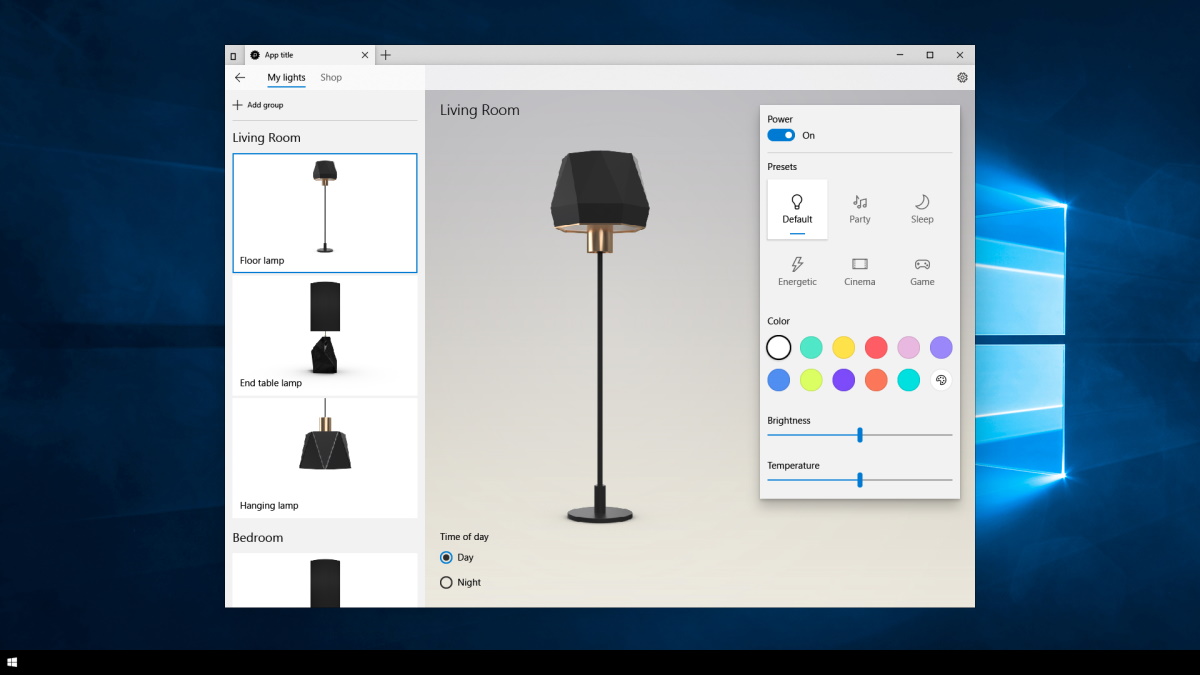 App title
My lights Shop
Add group
Living Room
Floor lamp
End table lamp
Hanging lamp
Bedroom
Living Room
Time of day
Day
Night
Power
On
Presets
Default Party Sleep
Energetic Cinema Game
Color
Brightness
Temperature